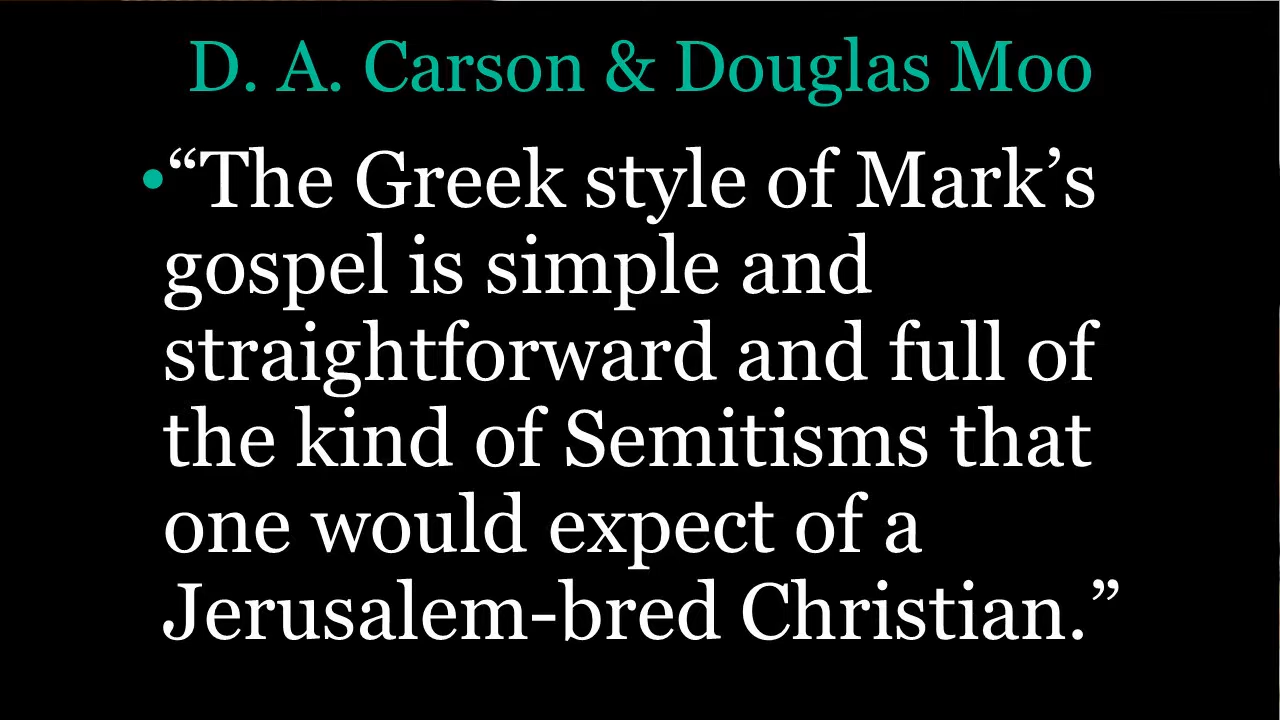 D. A. Carson & Douglas Moo
•“The Greek style of Mark’s
gospel is simple and
straightforward and full of
the kind of Semitisms that
one would expect of a
Jerusalem-bred Christian.”